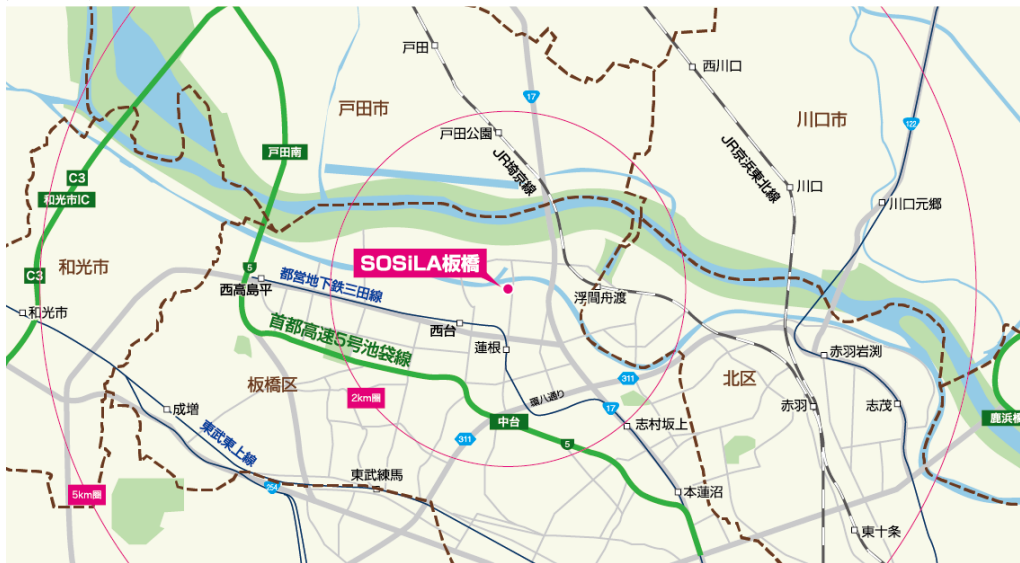 戸田
西川口
17
戸田市
川口市
122
戸田公園
戸田南
JR埼京線
JR京浜東北線
C3
和光市IC
川口
川口元郷
SOSiLA板橋
和光市
C3
5
都営地下鉄三田線
西高島平
浮間舟渡
和光市
西台
首都高速5号池袋線
蓮根
赤羽岩渕
板橋区
311
北区
2km圏
環八通り
17
赤羽
志茂
成増
中台
志村坂上
鹿浜橋
東武東上線
311
5
東武練馬
254
5km圏
本蓮沼
東十条